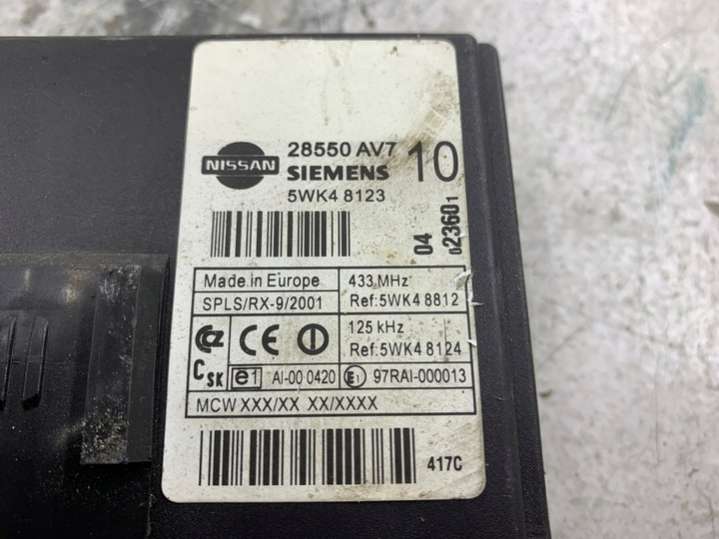 NISSAN
28550 AV7 10
SIEMENS
5WK4 8123
04
023601
Made in Europe
433 MHz
SPLS/RX-9/2001
Ref:5WK4 8812
125 kHz
Ref:5WK4 8124
CSK
e1 AI-00 0420 E1 97RAI-000013
MCW XXX/XX XX/XXXX
417C